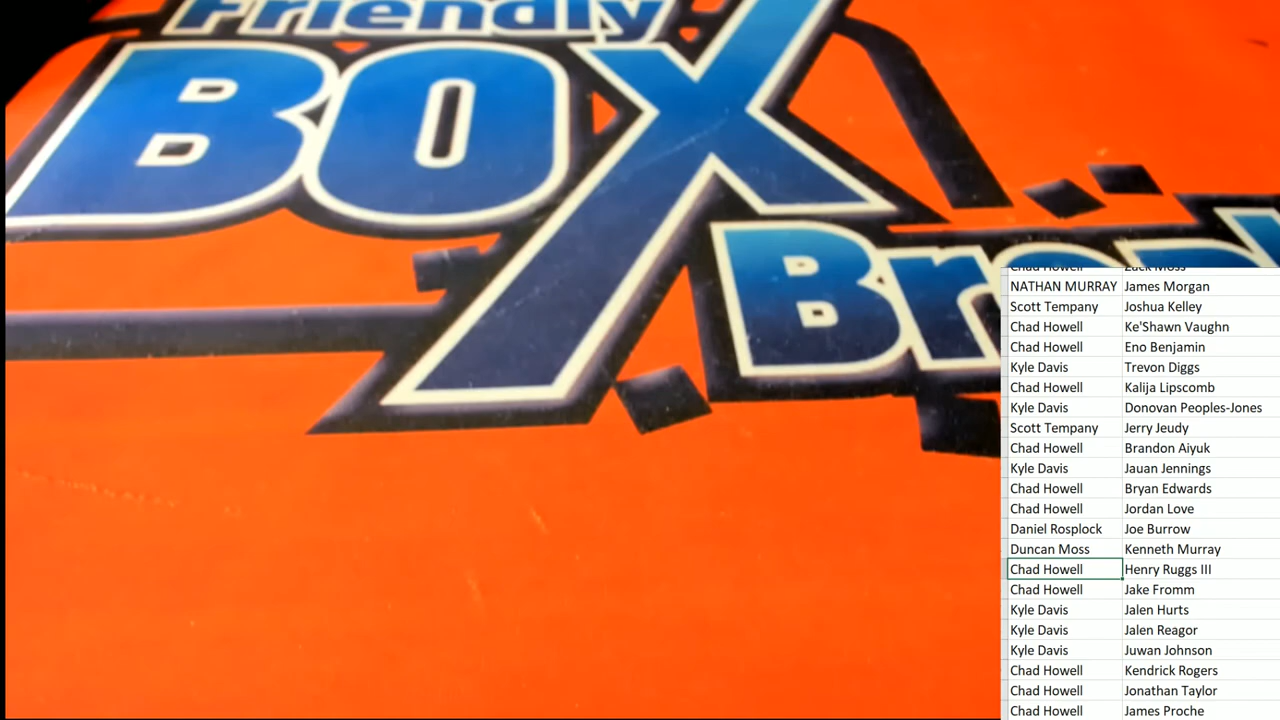 Friendly
BOX
Chad Howell Zack Moss
NATHAN MURRAY James Morgan
Scott Tempany Joshua Kelley
Chad Howell Ke'Shawn Vaughn
Chad Howell Eno Benjamin
Kyle Davis Trevon Diggs
Chad Howell Kalija Lipscomb
Kyle Davis Donovan Peoples-Jones
Scott Tempany Jerry Jeudy
Chad Howell Brandon Aiyuk
Kyle Davis Jauan Jennings
Chad Howell Bryan Edwards
Chad Howell Jordan Love
Daniel Rosplock Joe Burrow
Duncan Moss Kenneth Murray
Chad Howell Henry Ruggs III
Chad Howell Jake Fromm
Kyle Davis Jalen Hurts
Kyle Davis Jalen Reagor
Kyle Davis Juwan Johnson
Chad Howell Kendrick Rogers
Chad Howell Jonathan Taylor
Chad Howell James Proche